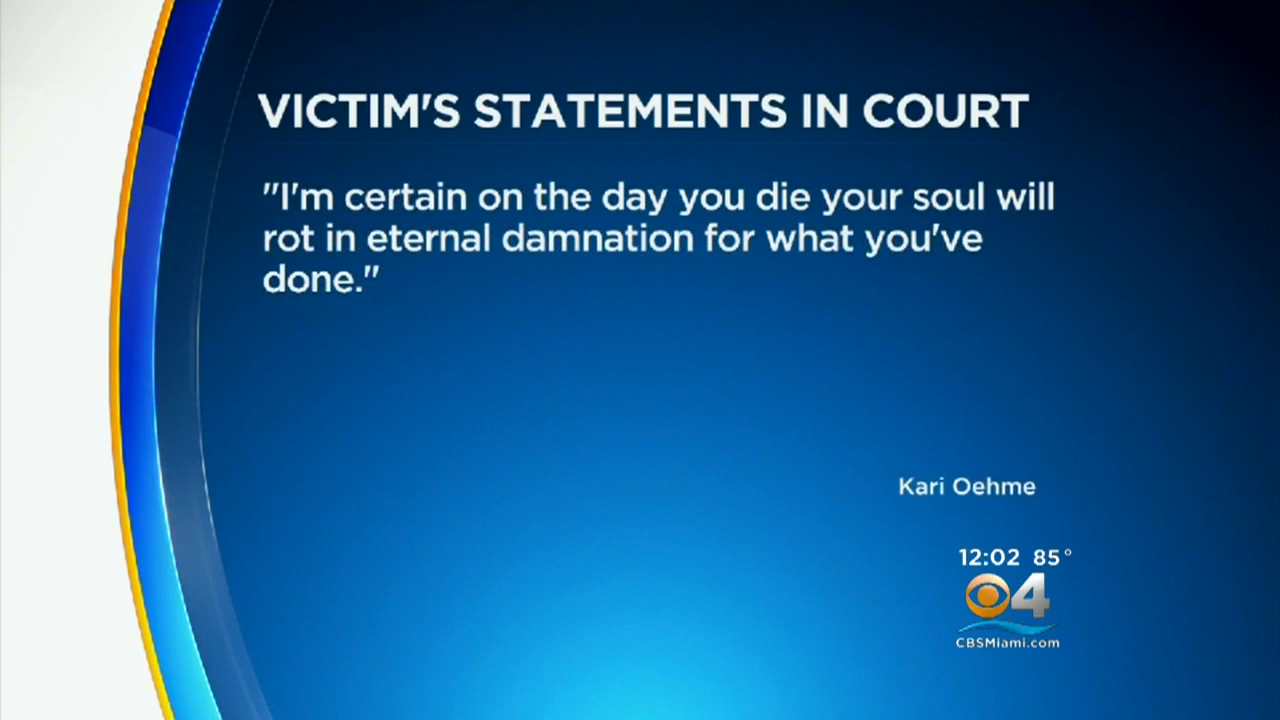 VICTIM'S STATEMENTS IN COURT
"I'm certain on the day you die your soul will
rot in eternal damnation for what you've
done."
Kari Oehme
12:02 85°
4
CBSMiami.com